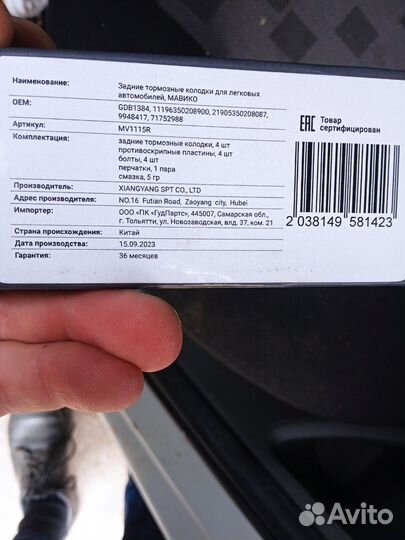 Наименование:
Задние тормозные колодки для легковых
автомобилей, МАВИКО
OEM:
GDB1384, 11196350208900, 21905350208087,
9948417, 71752988
Артикул:
MV1115R
Комплектация:
задние тормозные колодки, 4 шт
противоскрипные пластины, 4 шт
болты, 4 шт
перчатки, 1 пара
смазка, 5 гр
Производитель:
XIANGYANG SPT CO., LTD
Адрес производителя:
NO.16 Futian Road, Zaoyang city, Hubei
Импортер:
ООО «ПК «ГудПартс», 445007, Самарская обл.,
г. Тольятти, ул. Новозаводская, влд. 37, ком. 21
Страна происхождения:
Китай
Дата производства:
15.09.2023
Гарантия:
36 месяцев
EAC
Товар
сертифицирован
2 038149 581423
Avito